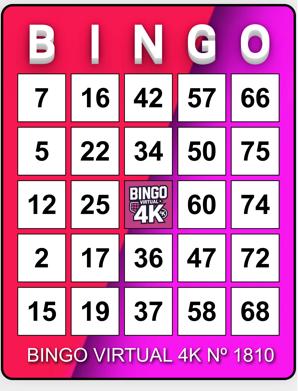 B I N G O
7 16 42 57 66
5 22 34 50 75
12 25 BINGO VIRTUAL 4K 60 74
2 17 36 47 72
15 19 37 58 68
BINGO VIRTUAL 4K Nº 1810